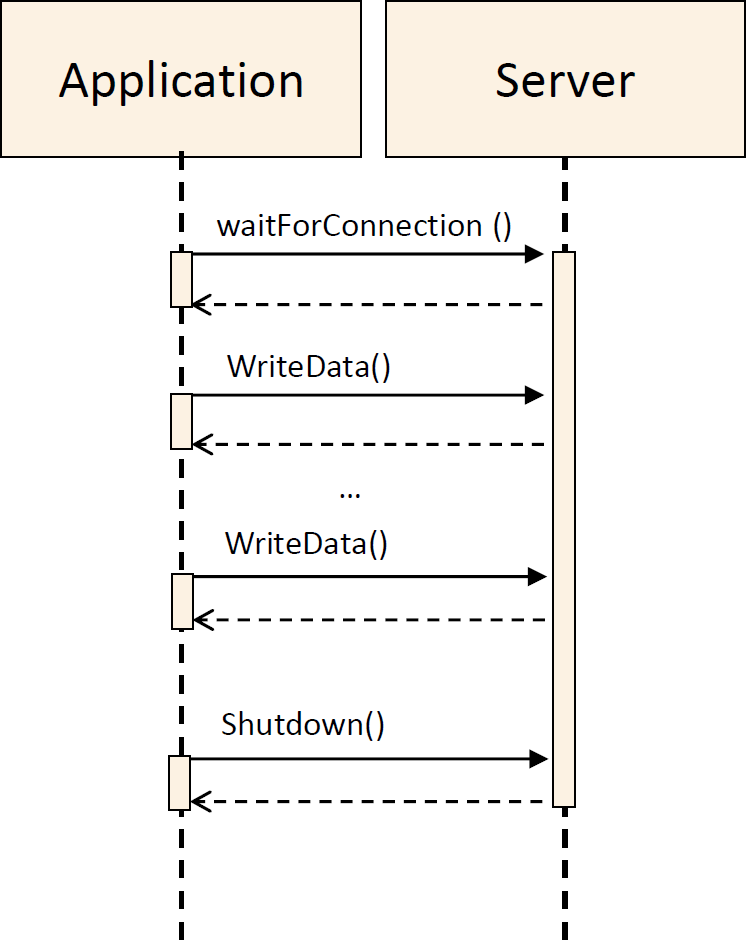 Application
Server
waitForConnection ()
WriteData()
...
WriteData()
Shutdown()